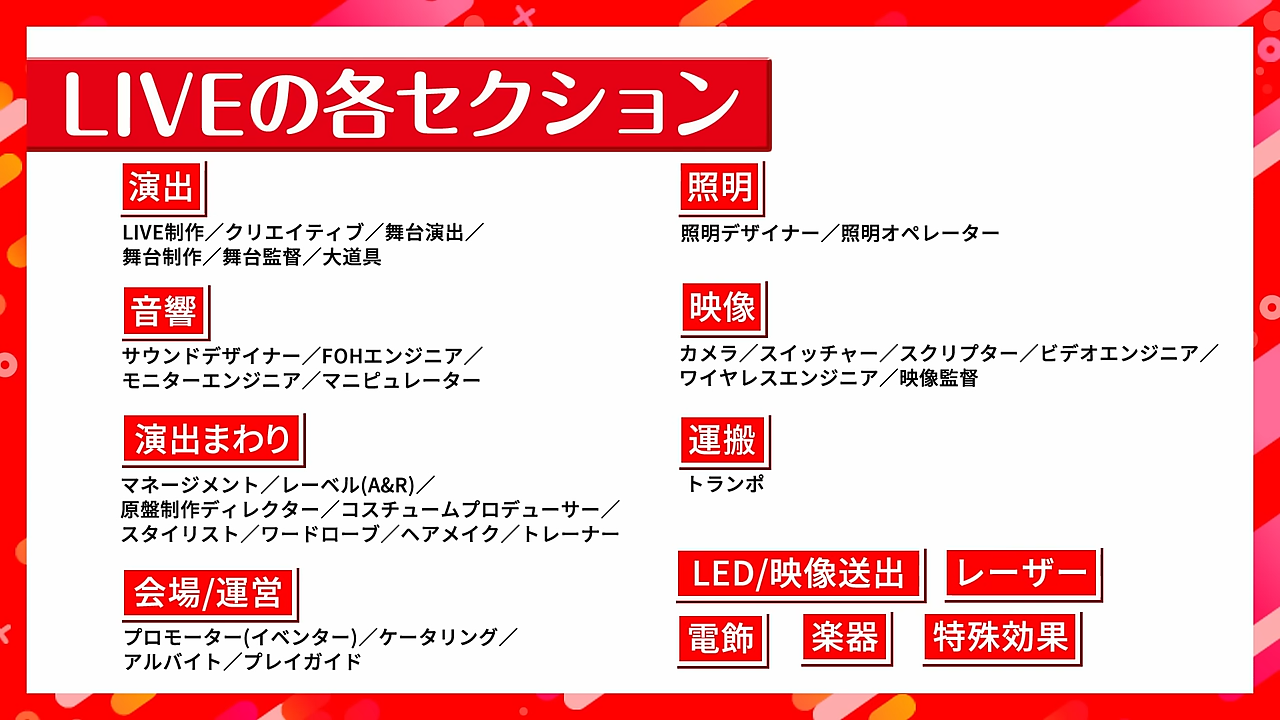 LIVEの各セクション
演出
LIVE制作／クリエイティブ／舞台演出／
舞台制作／舞台監督／大道具
音響
サウンドデザイナー／FOHエンジニア／
モニターエンジニア／マニピュレーター
演出まわり
マネージメント／レーベル(A&R)／
原盤制作ディレクター／コスチュームプロデューサー／
スタイリスト／ワードローブ／ヘアメイク／トレーナー
会場/運営
プロモーター(イベンター)／ケータリング／
アルバイト／プレイガイド
照明
照明デザイナー／照明オペレーター
映像
カメラ／スイッチャー／スクリプター／ビデオエンジニア／
ワイヤレスエンジニア／映像監督
運搬
トランポ
LED/映像送出
レーザー
電飾
楽器
特殊効果